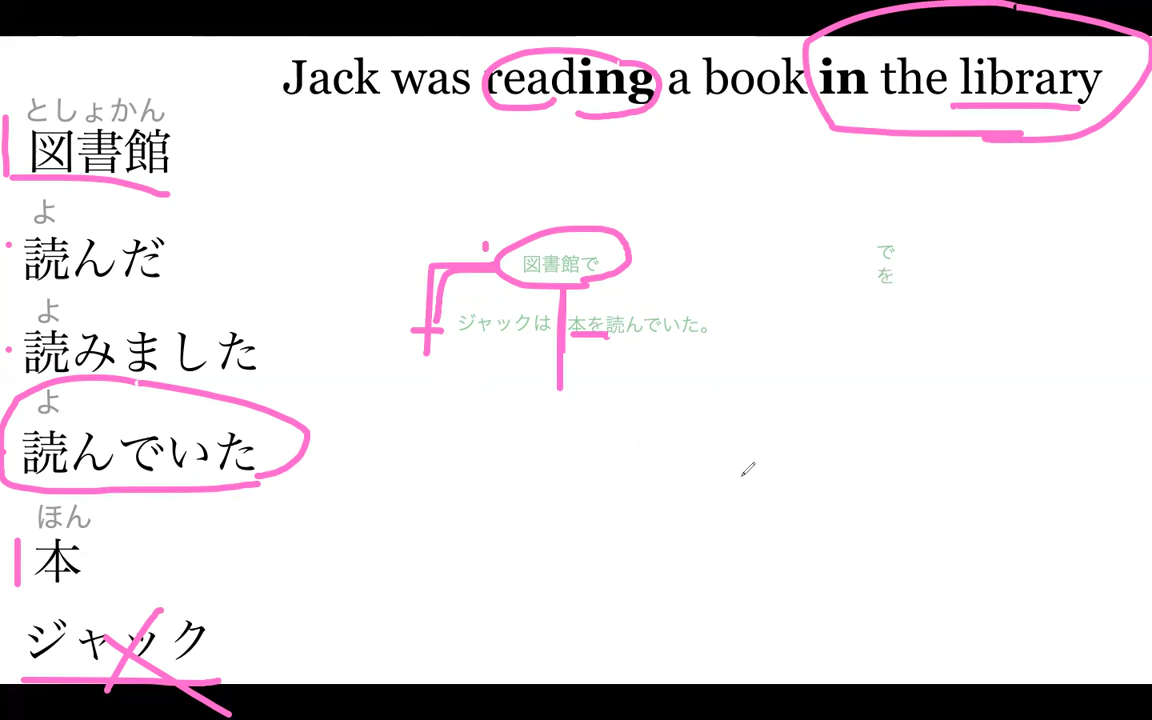 Jack was reading a book in the library
としょかん
図書館
よ
読んだ
よ
読みました
よ
読んでいた
ほん
本
ジャック
図書館で
ジャックは 本を読んでいた。
で
を